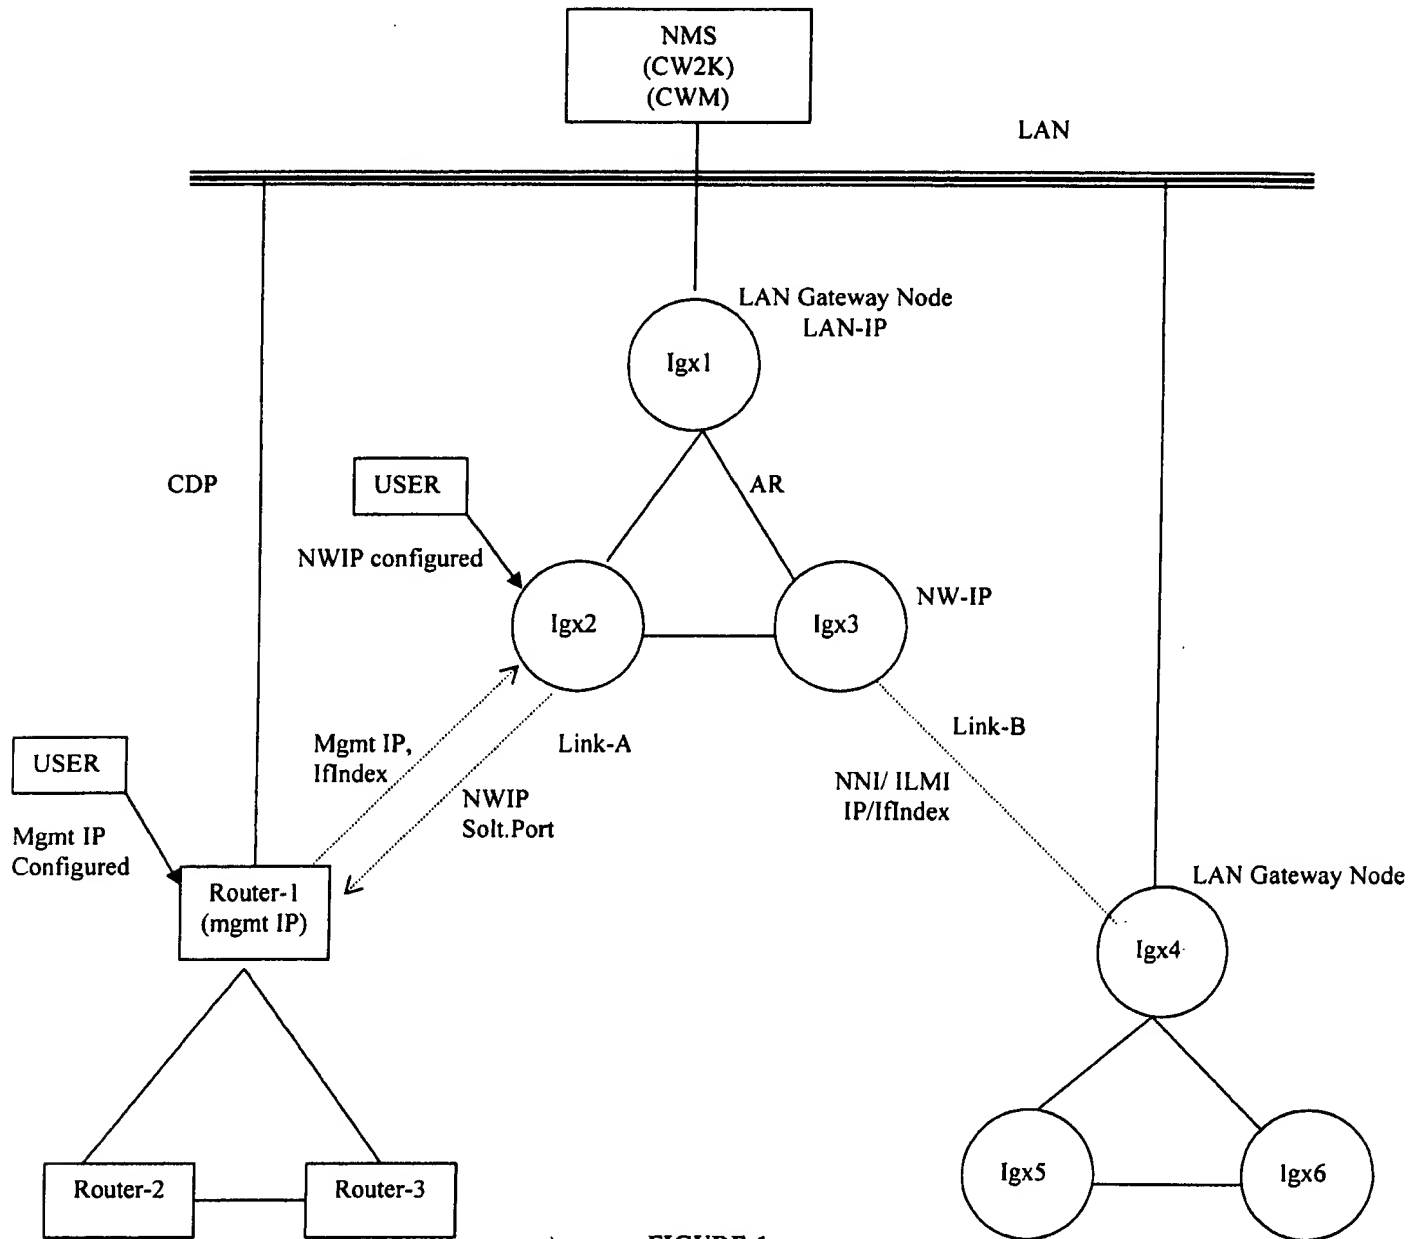 NMS
(CW2K)
(CWM)
LAN
LAN Gateway Node
LAN-IP
Igx1
CDP
USER
AR
NWIP configured
Igx2
Igx3
NW-IP
Mgmt IP,
IfIndex
Link-A
Link-B
USER
NWIP
Solt.Port
NNI/ ILMI
IP/IfIndex
Mgmt IP
Configured
Router-1
(mgmt IP)
LAN Gateway Node
Igx4
Router-2
Router-3
Igx5
Igx6
FIGURE 1